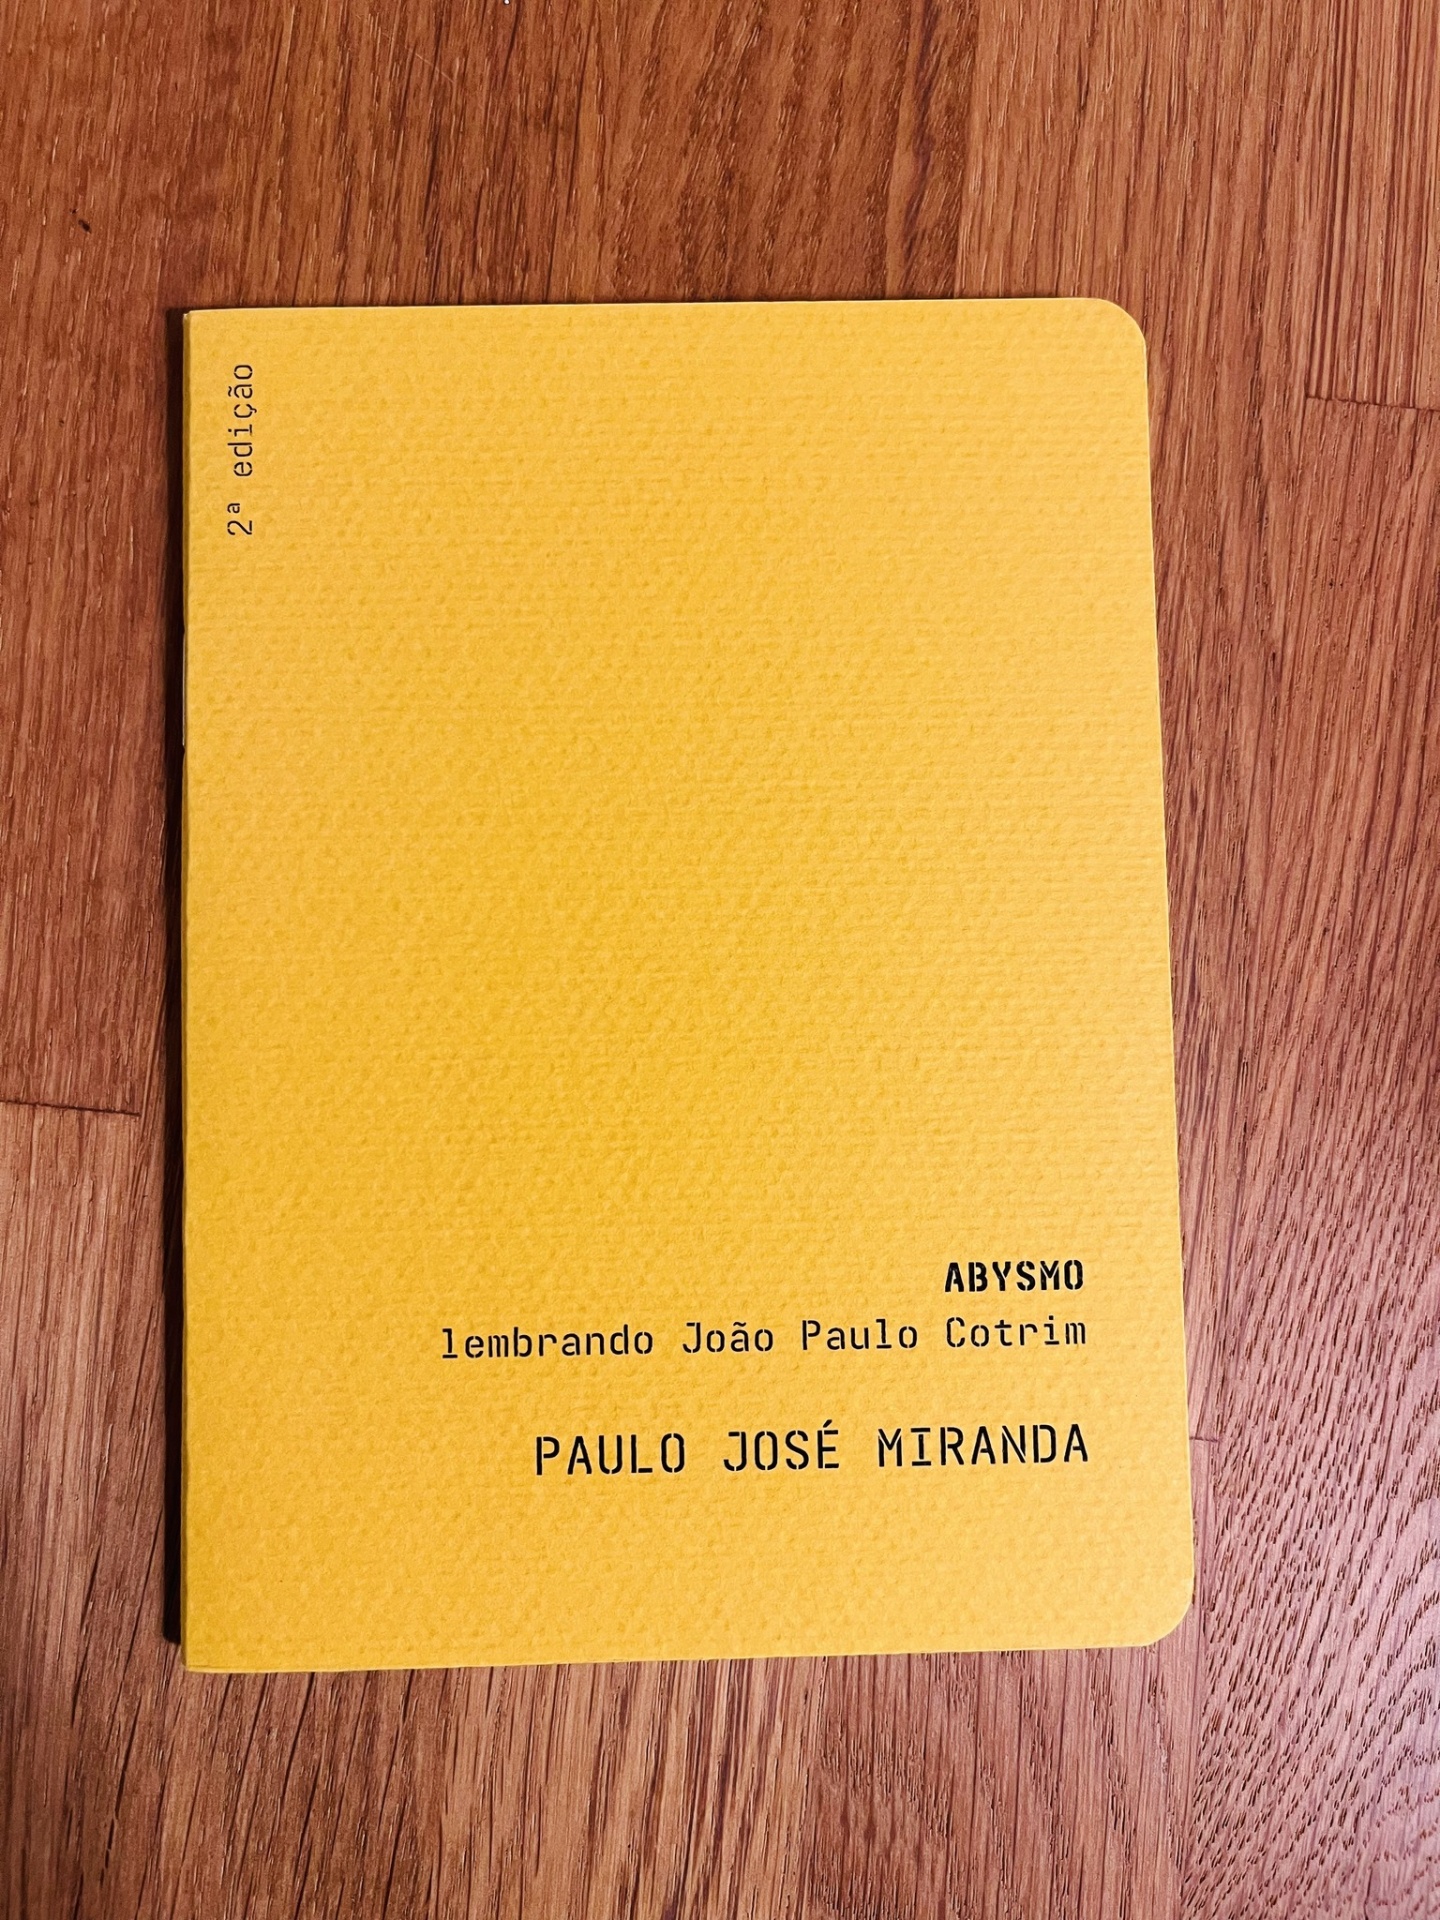 2ª edição
ABYSMO
lembrando João Paulo Cotrim
PAULO JOSÉ MIRANDA